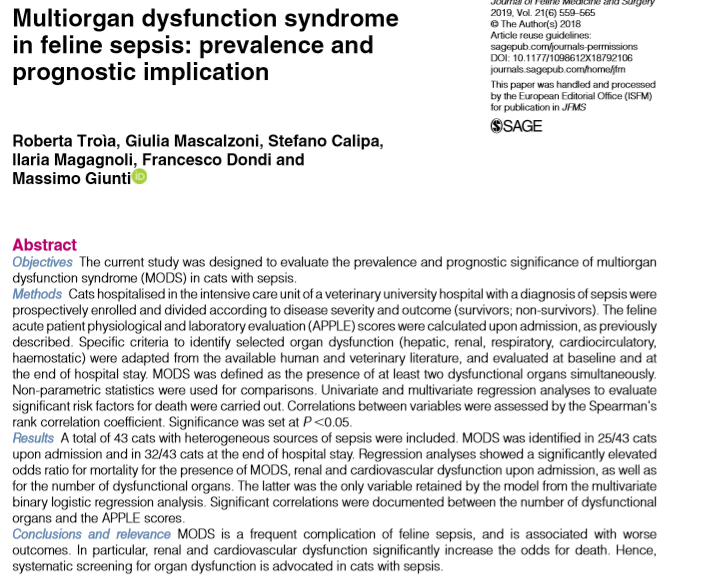 Multiorgan dysfunction syndrome
in feline sepsis: prevalence and
prognostic implication
Journal of Feline Medicine and Surgery
2019, Vol. 21(6) 559–565
© The Author(s) 2018
Article reuse guidelines:
sagepub.com/journals-permissions
DOI: 10.1177/1098612X18792106
journals.sagepub.com/home/jfm
This paper was handled and processed
by the European Editorial Office (ISFM)
for publication in JFMS
SAGE
Roberta Troìa, Giulia Mascalzoni, Stefano Calipa,
Ilaria Magagnoli, Francesco Dondi and
Massimo Giunti iD
Abstract
Objectives The current study was designed to evaluate the prevalence and prognostic significance of multiorgan
dysfunction syndrome (MODS) in cats with sepsis.
Methods Cats hospitalised in the intensive care unit of a veterinary university hospital with a diagnosis of sepsis were
prospectively enrolled and divided according to disease severity and outcome (survivors; non-survivors). The feline
acute patient physiological and laboratory evaluation (APPLE) scores were calculated upon admission, as previously
described. Specific criteria to identify selected organ dysfunction (hepatic, renal, respiratory, cardiocirculatory,
haemostatic) were adapted from the available human and veterinary literature, and evaluated at baseline and at
the end of hospital stay. MODS was defined as the presence of at least two dysfunctional organs simultaneously.
Non-parametric statistics were used for comparisons. Univariate and multivariate regression analyses to evaluate
significant risk factors for death were carried out. Correlations between variables were assessed by the Spearman's
rank correlation coefficient. Significance was set at P <0.05.
Results A total of 43 cats with heterogeneous sources of sepsis were included. MODS was identified in 25/43 cats
upon admission and in 32/43 cats at the end of hospital stay. Regression analyses showed a significantly elevated
odds ratio for mortality for the presence of MODS, renal and cardiovascular dysfunction upon admission, as well as
for the number of dysfunctional organs. The latter was the only variable retained by the model from the multivariate
binary logistic regression analysis. Significant correlations were documented between the number of dysfunctional
organs and the APPLE scores.
Conclusions and relevance MODS is a frequent complication of feline sepsis, and is associated with worse
outcomes. In particular, renal and cardiovascular dysfunction significantly increase the odds for death. Hence,
systematic screening for organ dysfunction is advocated in cats with sepsis.